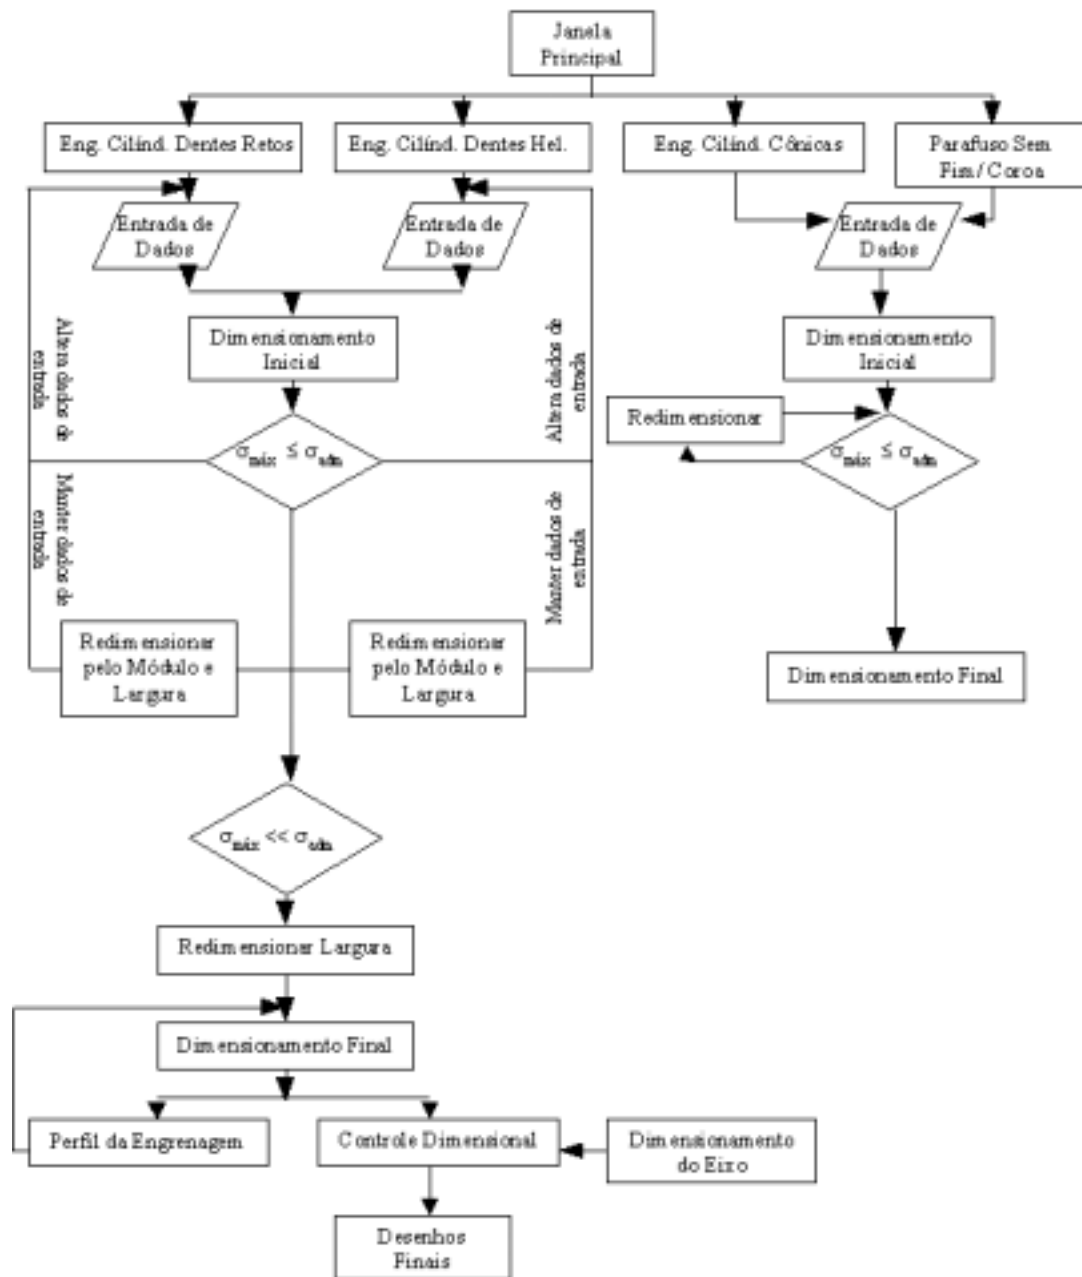 Janela
Principal
Eng. Cilínd. Dentes Retos
Eng. Cilínd. Dentes Hel.
Eng. Cilínd. Cônicas
Parafuso Sem
Fim/ Coroa
Entrada de
Dados
Entrada de
Dados
Entrada de
Dados
Dimensionamento
Inicial
Dimensionamento
Inicial
Altera dados de
entrada
Altera dados de
entrada
Redimensionar
σmáx ≤ σadm
σmáx ≤ σadm
Manter dados de
entrada
Manter dados de
entrada
Redimensionar
pelo Módulo e
Largura
Redimensionar
pelo Módulo e
Largura
Dimensionamento Final
σmáx << σadm
Redimensionar Largura
Dimensionamento Final
Perfil da Engrenagem
Controle Dimensional
Dimensionamento
do Eixo
Desenhos
Finais